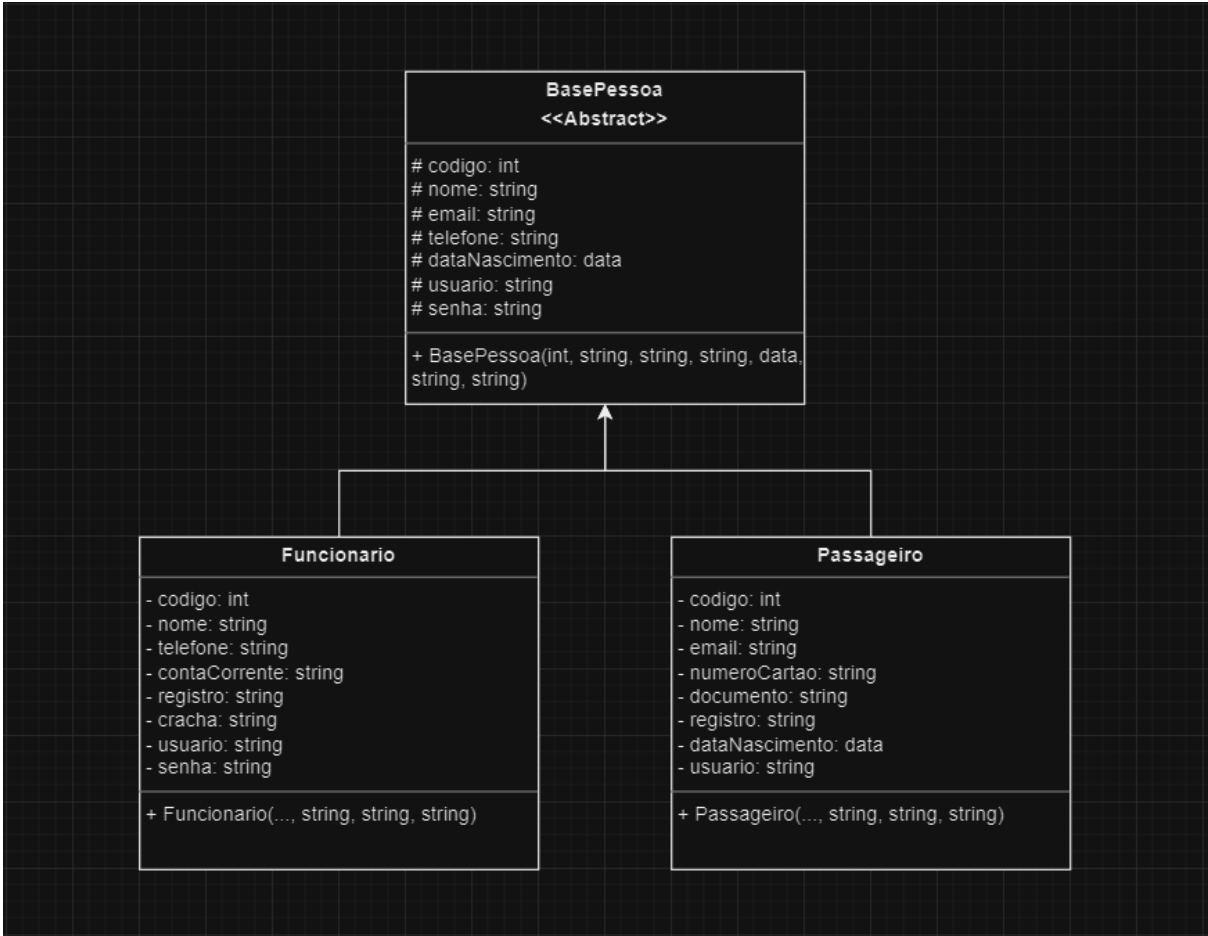 BasePessoa
<<Abstract>>
# codigo: int
# nome: string
# email: string
# telefone: string
# dataNascimento: data
# usuario: string
# senha: string
+ BasePessoa(int, string, string, string, data,
string, string)
Funcionario
- codigo: int
- nome: string
- telefone: string
- contaCorrente: string
- registro: string
- cracha: string
- usuario: string
- senha: string
+ Funcionario(..., string, string, string)
Passageiro
- codigo: int
- nome: string
- email: string
- numeroCartao: string
- documento: string
- registro: string
- dataNascimento: data
- usuario: string
+ Passageiro(..., string, string, string)